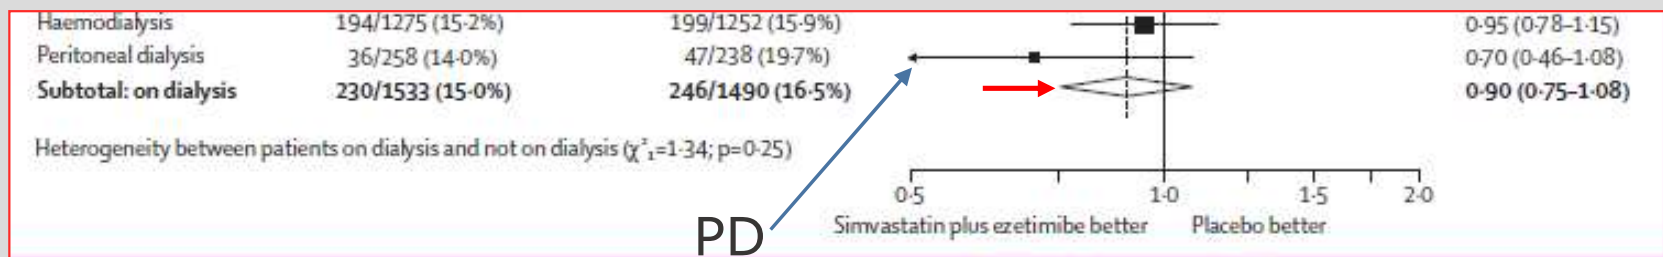 Haemodialysis 194/1275 (15·2%) 199/1252 (15·9%) 0·95 (0·78–1·15)
Peritoneal dialysis 36/258 (14·0%) 47/238 (19·7%) 0·70 (0·46–1·08)
Subtotal: on dialysis 230/1533 (15·0%) 246/1490 (16·5%) 0·90 (0·75–1·08)
Heterogeneity between patients on dialysis and not on dialysis (χ²₁=1·34; p=0·25)
0·5 1·0 1·5 2·0
Simvastatin plus ezetimibe better Placebo better
PD